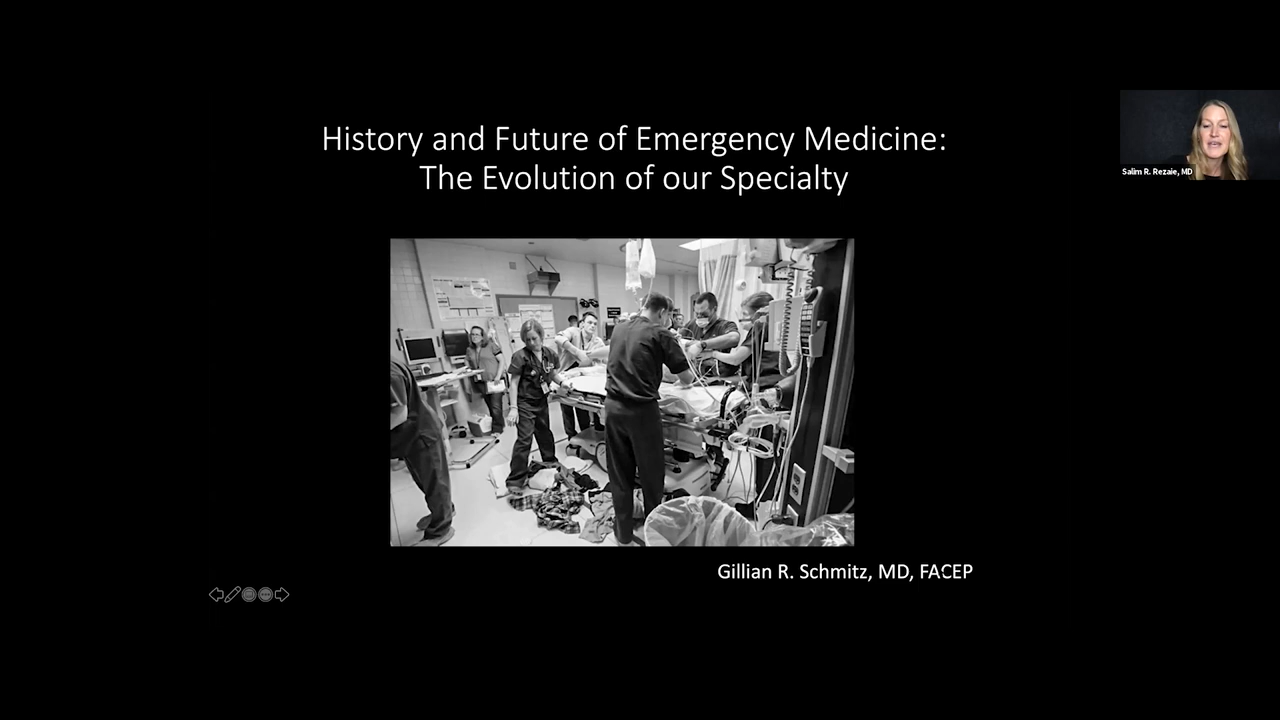 History and Future of Emergency Medicine:
The Evolution of our Specialty
Salim R. Rezaie, MD
Gillian R. Schmitz, MD, FACEP